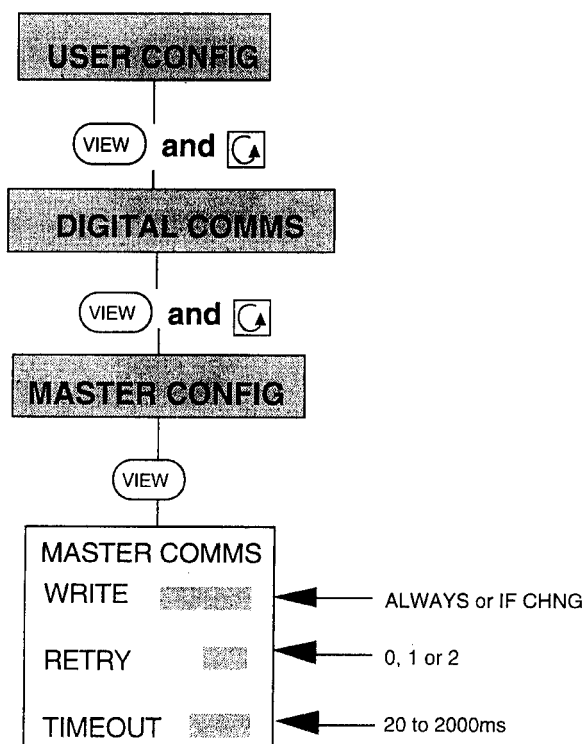 USER CONFIG
VIEW and
DIGITAL COMMS
VIEW and
MASTER CONFIG
VIEW
MASTER COMMS
WRITE ALWAYS or IF CHNG
RETRY 0, 1 or 2
TIMEOUT 20 to 2000ms